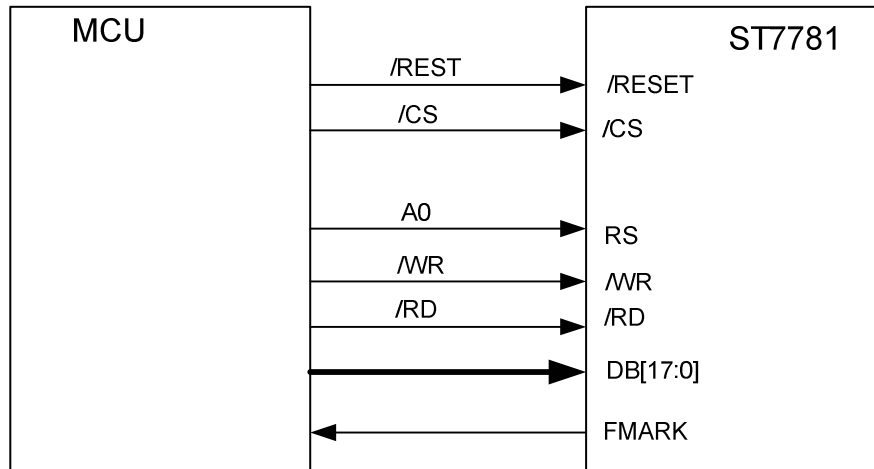 MCU
ST7781
/REST
/RESET
/CS
/CS
A0
RS
/WR
/WR
/RD
/RD
DB[17:0]
FMARK